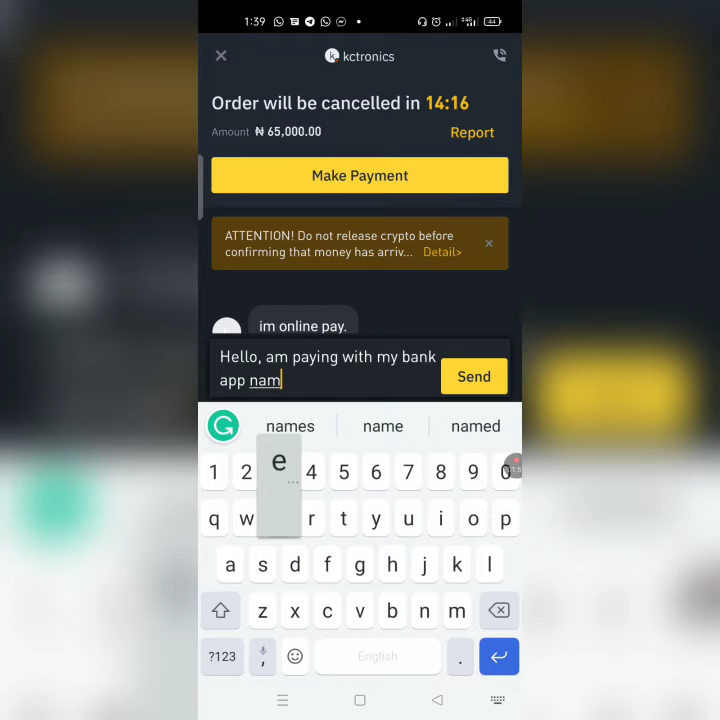 1:39
44
kctronics
Order will be cancelled in 14:16
Amount ₦ 65,000.00
Report
Make Payment
ATTENTION! Do not release crypto before
confirming that money has arriv... Detail>
im online pay.
Hello, am paying with my bank
app nam
Send
names name named
e
1 2 4 5 6 7 8 9 0
q w r t y u i o p
a s d f g h j k l
z x c v b n m
?123 , English .